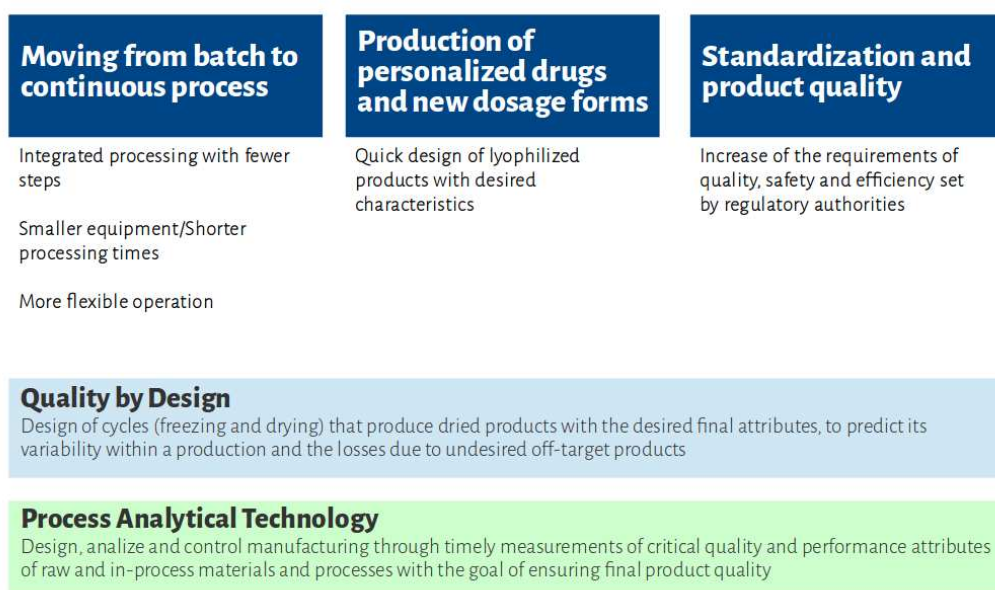 Moving from batch to
continuous process
Integrated processing with fewer
steps
Smaller equipment/Shorter
processing times
More flexible operation
Production of
personalized drugs
and new dosage forms
Quick design of lyophilized
products with desired
characteristics
Standardization and
product quality
Increase of the requirements of
quality, safety and efficiency set
by regulatory authorities
Quality by Design
Design of cycles (freezing and drying) that produce dried products with the desired final attributes, to predict its
variability within a production and the losses due to undesired off-target products
Process Analytical Technology
Design, analize and control manufacturing through timely measurements of critical quality and performance attributes
of raw and in-process materials and processes with the goal of ensuring final product quality